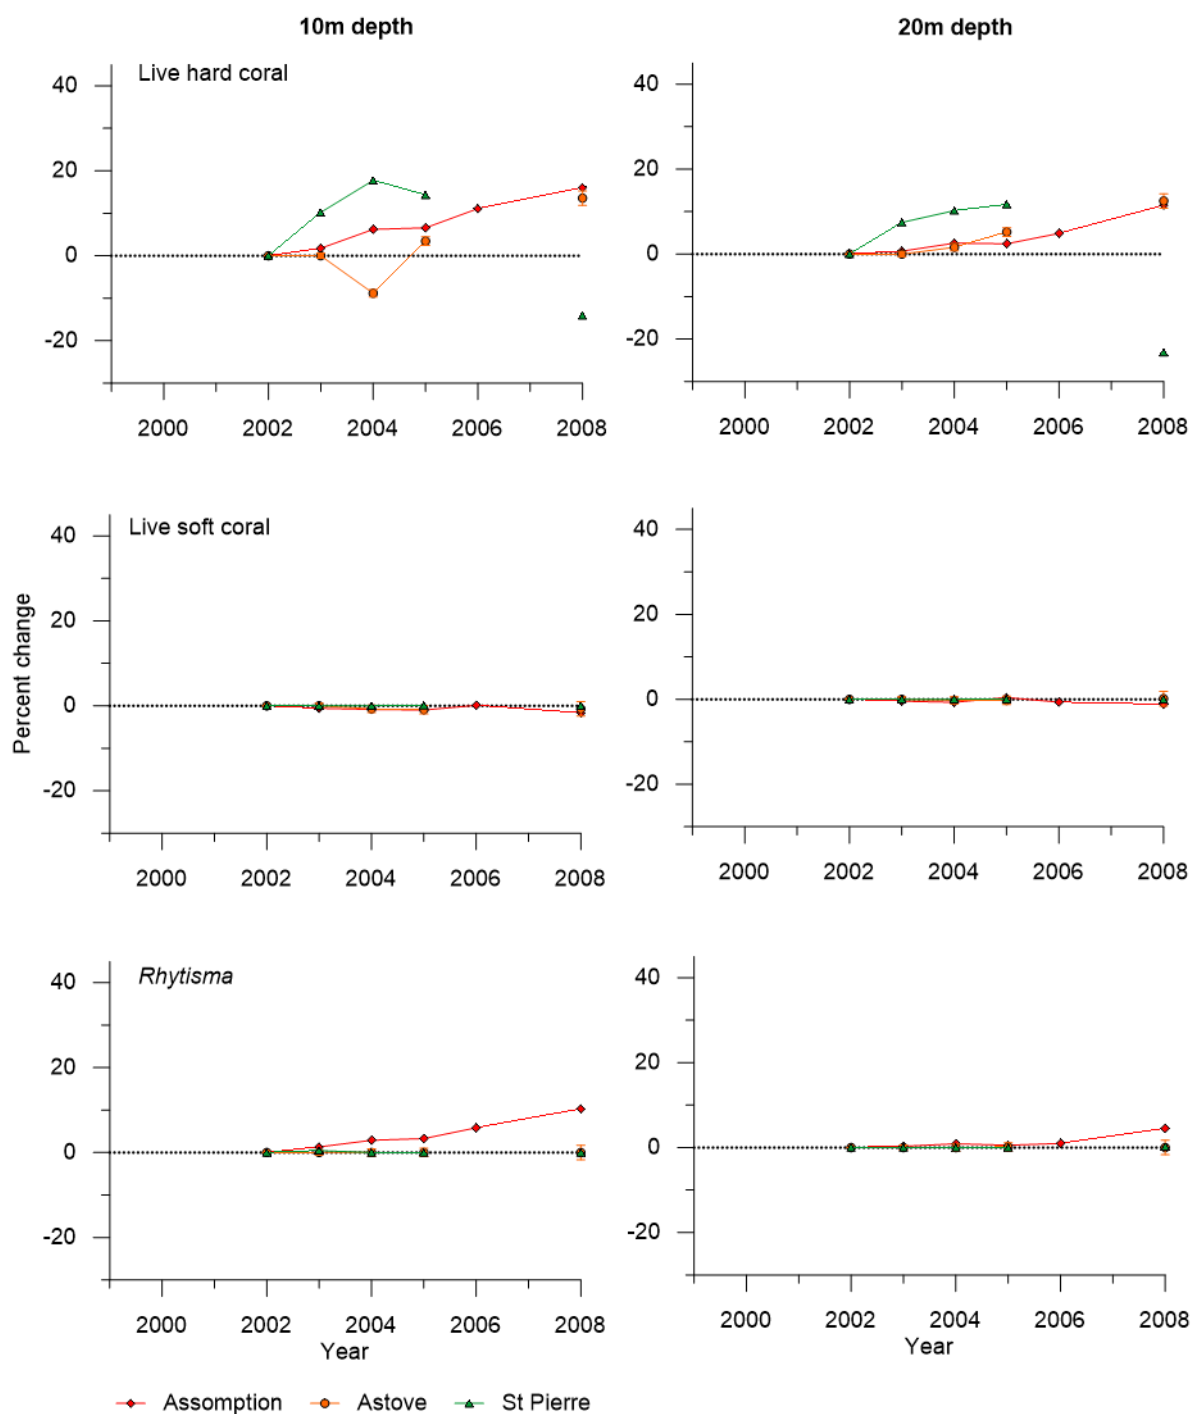 10m depth
20m depth
Live hard coral
40
20
0
-20
2000 2002 2004 2006 2008
40
20
0
-20
2000 2002 2004 2006 2008
Percent change
Live soft coral
40
20
0
-20
2000 2002 2004 2006 2008
40
20
0
-20
2000 2002 2004 2006 2008
Rhytisma
40
20
0
-20
2000 2002 2004 2006 2008
Year
40
20
0
-20
2000 2002 2004 2006 2008
Year
Assomption Astove St Pierre